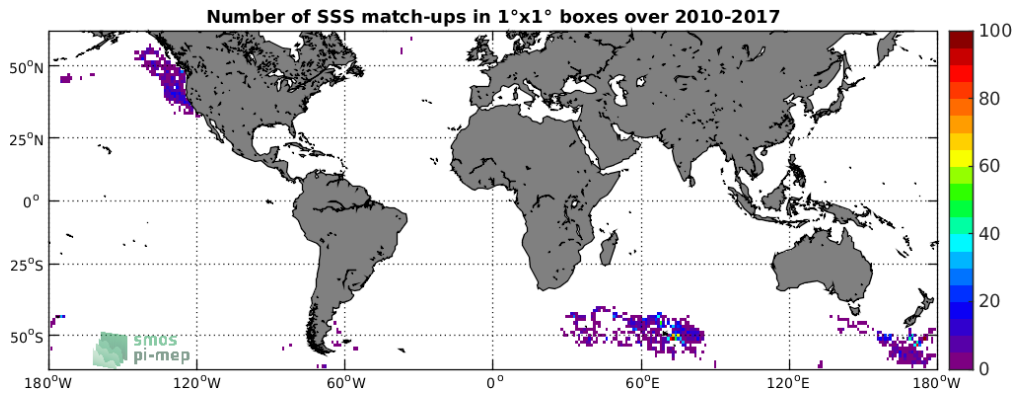 Number of SSS match-ups in 1°x1° boxes over 2010-2017
50°N
25°N
0°
25°S
50°S
180°W 120°W 60°W 0° 60°E 120°E 180°W
100
80
60
40
20
0
smos
pi-mep